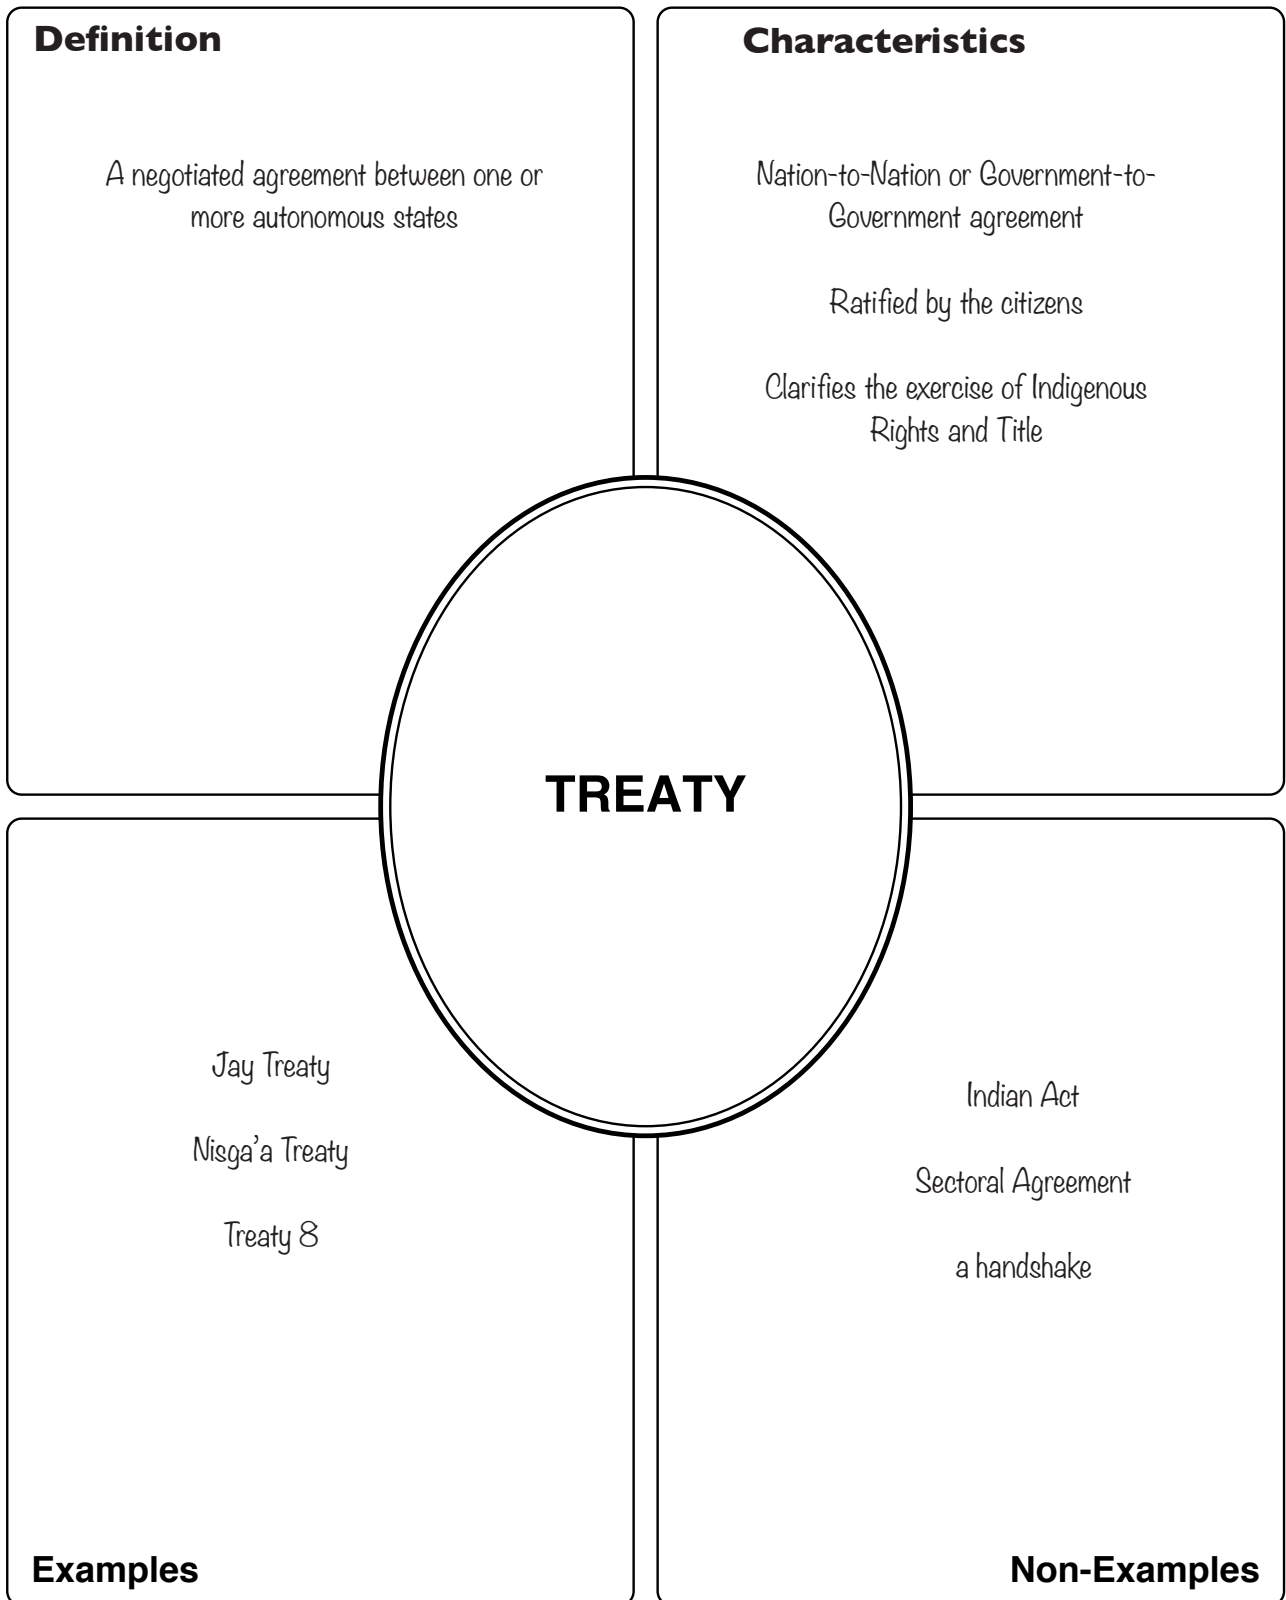 Definition
A negotiated agreement between one or
more autonomous states
Characteristics
Nation-to-Nation or Government-to-
Government agreement
Ratified by the citizens
Clarifies the exercise of Indigenous
Rights and Title
TREATY
Jay Treaty
Nisga’a Treaty
Treaty 8
Examples
Indian Act
Sectoral Agreement
a handshake
Non-Examples